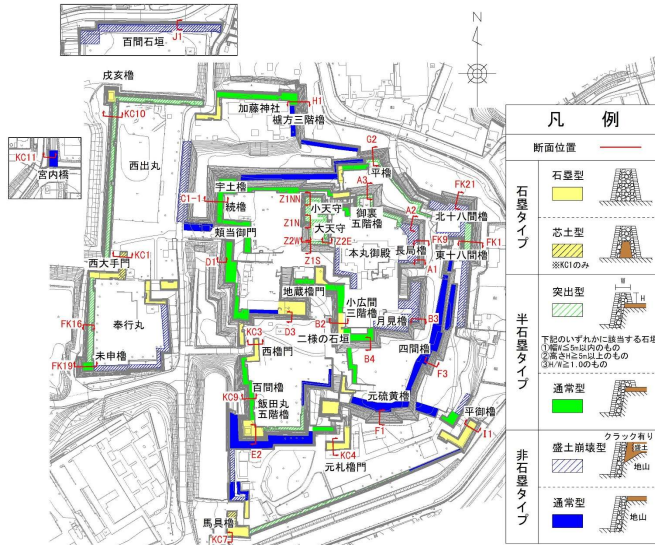 百間石垣
J1
戌亥櫓
KC10
加藤神社
H1
櫨方三階櫓
G2
KC11
宮内橋
西出丸
平櫓
A3
宇土櫓
Z1NN
小天守
御裏
五階櫓
FK21
北十八間櫓
C1-1
続櫓
Z1N
大天守
A2
頬当御門
Z2W
Z2E
長局櫓
FK9
FK1
東十八間櫓
Z1S
本丸御殿
KC1
西大手門
D1
A1
地蔵櫓門
小広間
三階櫓
奉行丸
FK16
D3
B2
月見櫓
B3
KC3
二様の石垣
未申櫓
西櫓門
B4
四間櫓
FK19
F3
百間櫓
KC9
飯田丸
五階櫓
元硫黄櫓
平御櫓
F1
I1
E2
KC4
元札櫓門
馬具櫓
KC7
N
凡 例
断面位置
石塁タイプ
石塁型
芯土型
※KC1のみ
半石塁タイプ
突出型
W
H
下記のいずれかに該当する石垣
①幅W≦5m以内のもの
②高さH≧5m以上のもの
③H/W≧1.0のもの
通常型
非石塁タイプ
盛土崩壊型
クラック有り
盛土
地山
通常型
地山